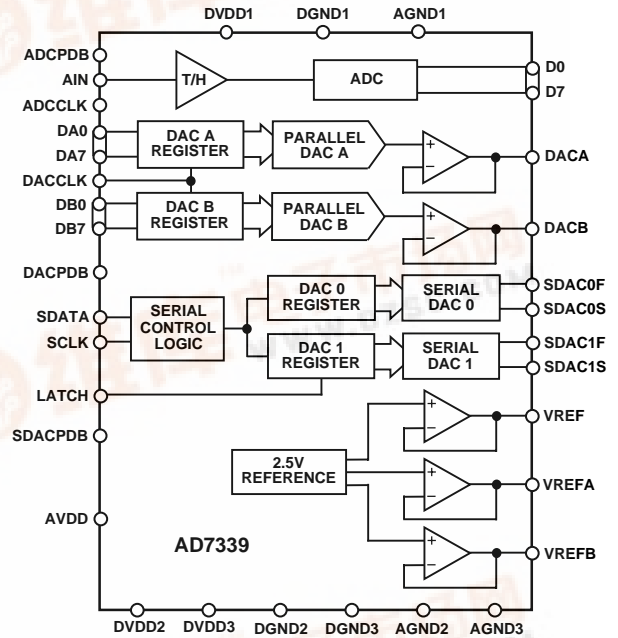 DVDD1 DGND1 AGND1
ADCPDB
AIN T/H ADC D0
D7
ADCCLK
DA0 DAC A REGISTER PARALLEL DAC A
DA7 DACA
DACCLK
DB0 DAC B REGISTER PARALLEL DAC B
DB7 DACB
DACPDB
DAC 0 REGISTER SERIAL DAC 0 SDAC0F
SDAC0S
SDATA SERIAL CONTROL LOGIC
SCLK
DAC 1 REGISTER SERIAL DAC 1 SDAC1F
SDAC1S
LATCH
+ − VREF
SDACPDB
2.5V REFERENCE
+ − VREFA
AVDD
AD7339
+ − VREFB
DVDD2 DVDD3 DGND2 DGND3 AGND2 AGND3